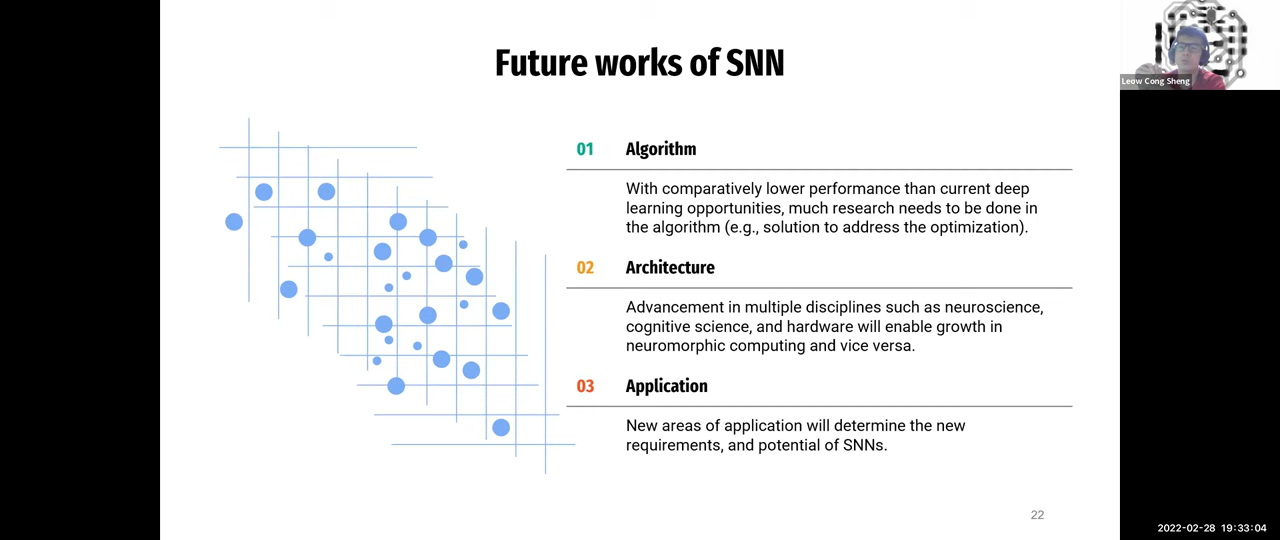 Future works of SNN
Leow Cong Sheng
01 Algorithm
With comparatively lower performance than current deep
learning opportunities, much research needs to be done in
the algorithm (e.g., solution to address the optimization).
02 Architecture
Advancement in multiple disciplines such as neuroscience,
cognitive science, and hardware will enable growth in
neuromorphic computing and vice versa.
03 Application
New areas of application will determine the new
requirements, and potential of SNNs.
22
2022-02-28 19:33:04